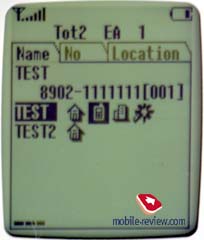 Tot2 EA 1
Name No Location
TEST
8902-1111111[001]
TEST
TEST2
mobile-review.com